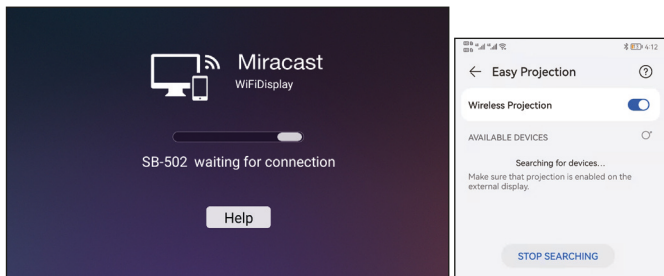 Miracast
WiFiDisplay
SB-502 waiting for connection
Help
4:12
Easy Projection
Wireless Projection
AVAILABLE DEVICES
Searching for devices...
Make sure that projection is enabled on the
external display.
STOP SEARCHING